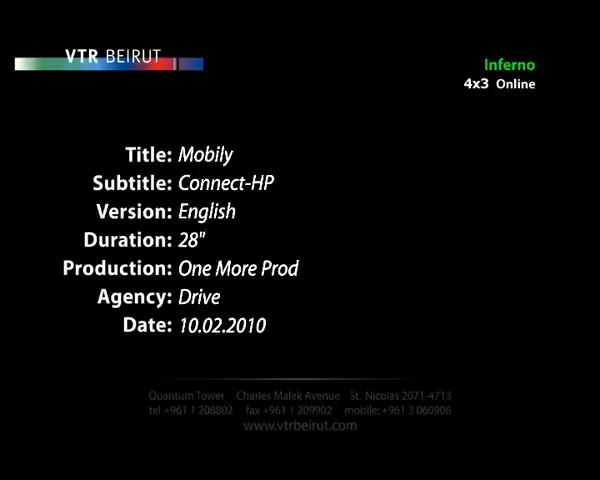 VTR BEIRUT
Inferno
4x3 Online
Title: Mobily
Subtitle: Connect-HP
Version: English
Duration: 28"
Production: One More Prod
Agency: Drive
Date: 10.02.2010
Quantum Tower Charles Malek Avenue St. Nicolas 2071-4713
tel +961 1 208802 fax +961 1 209902 mobile: +961 3 060906
www.vtrbeirut.com